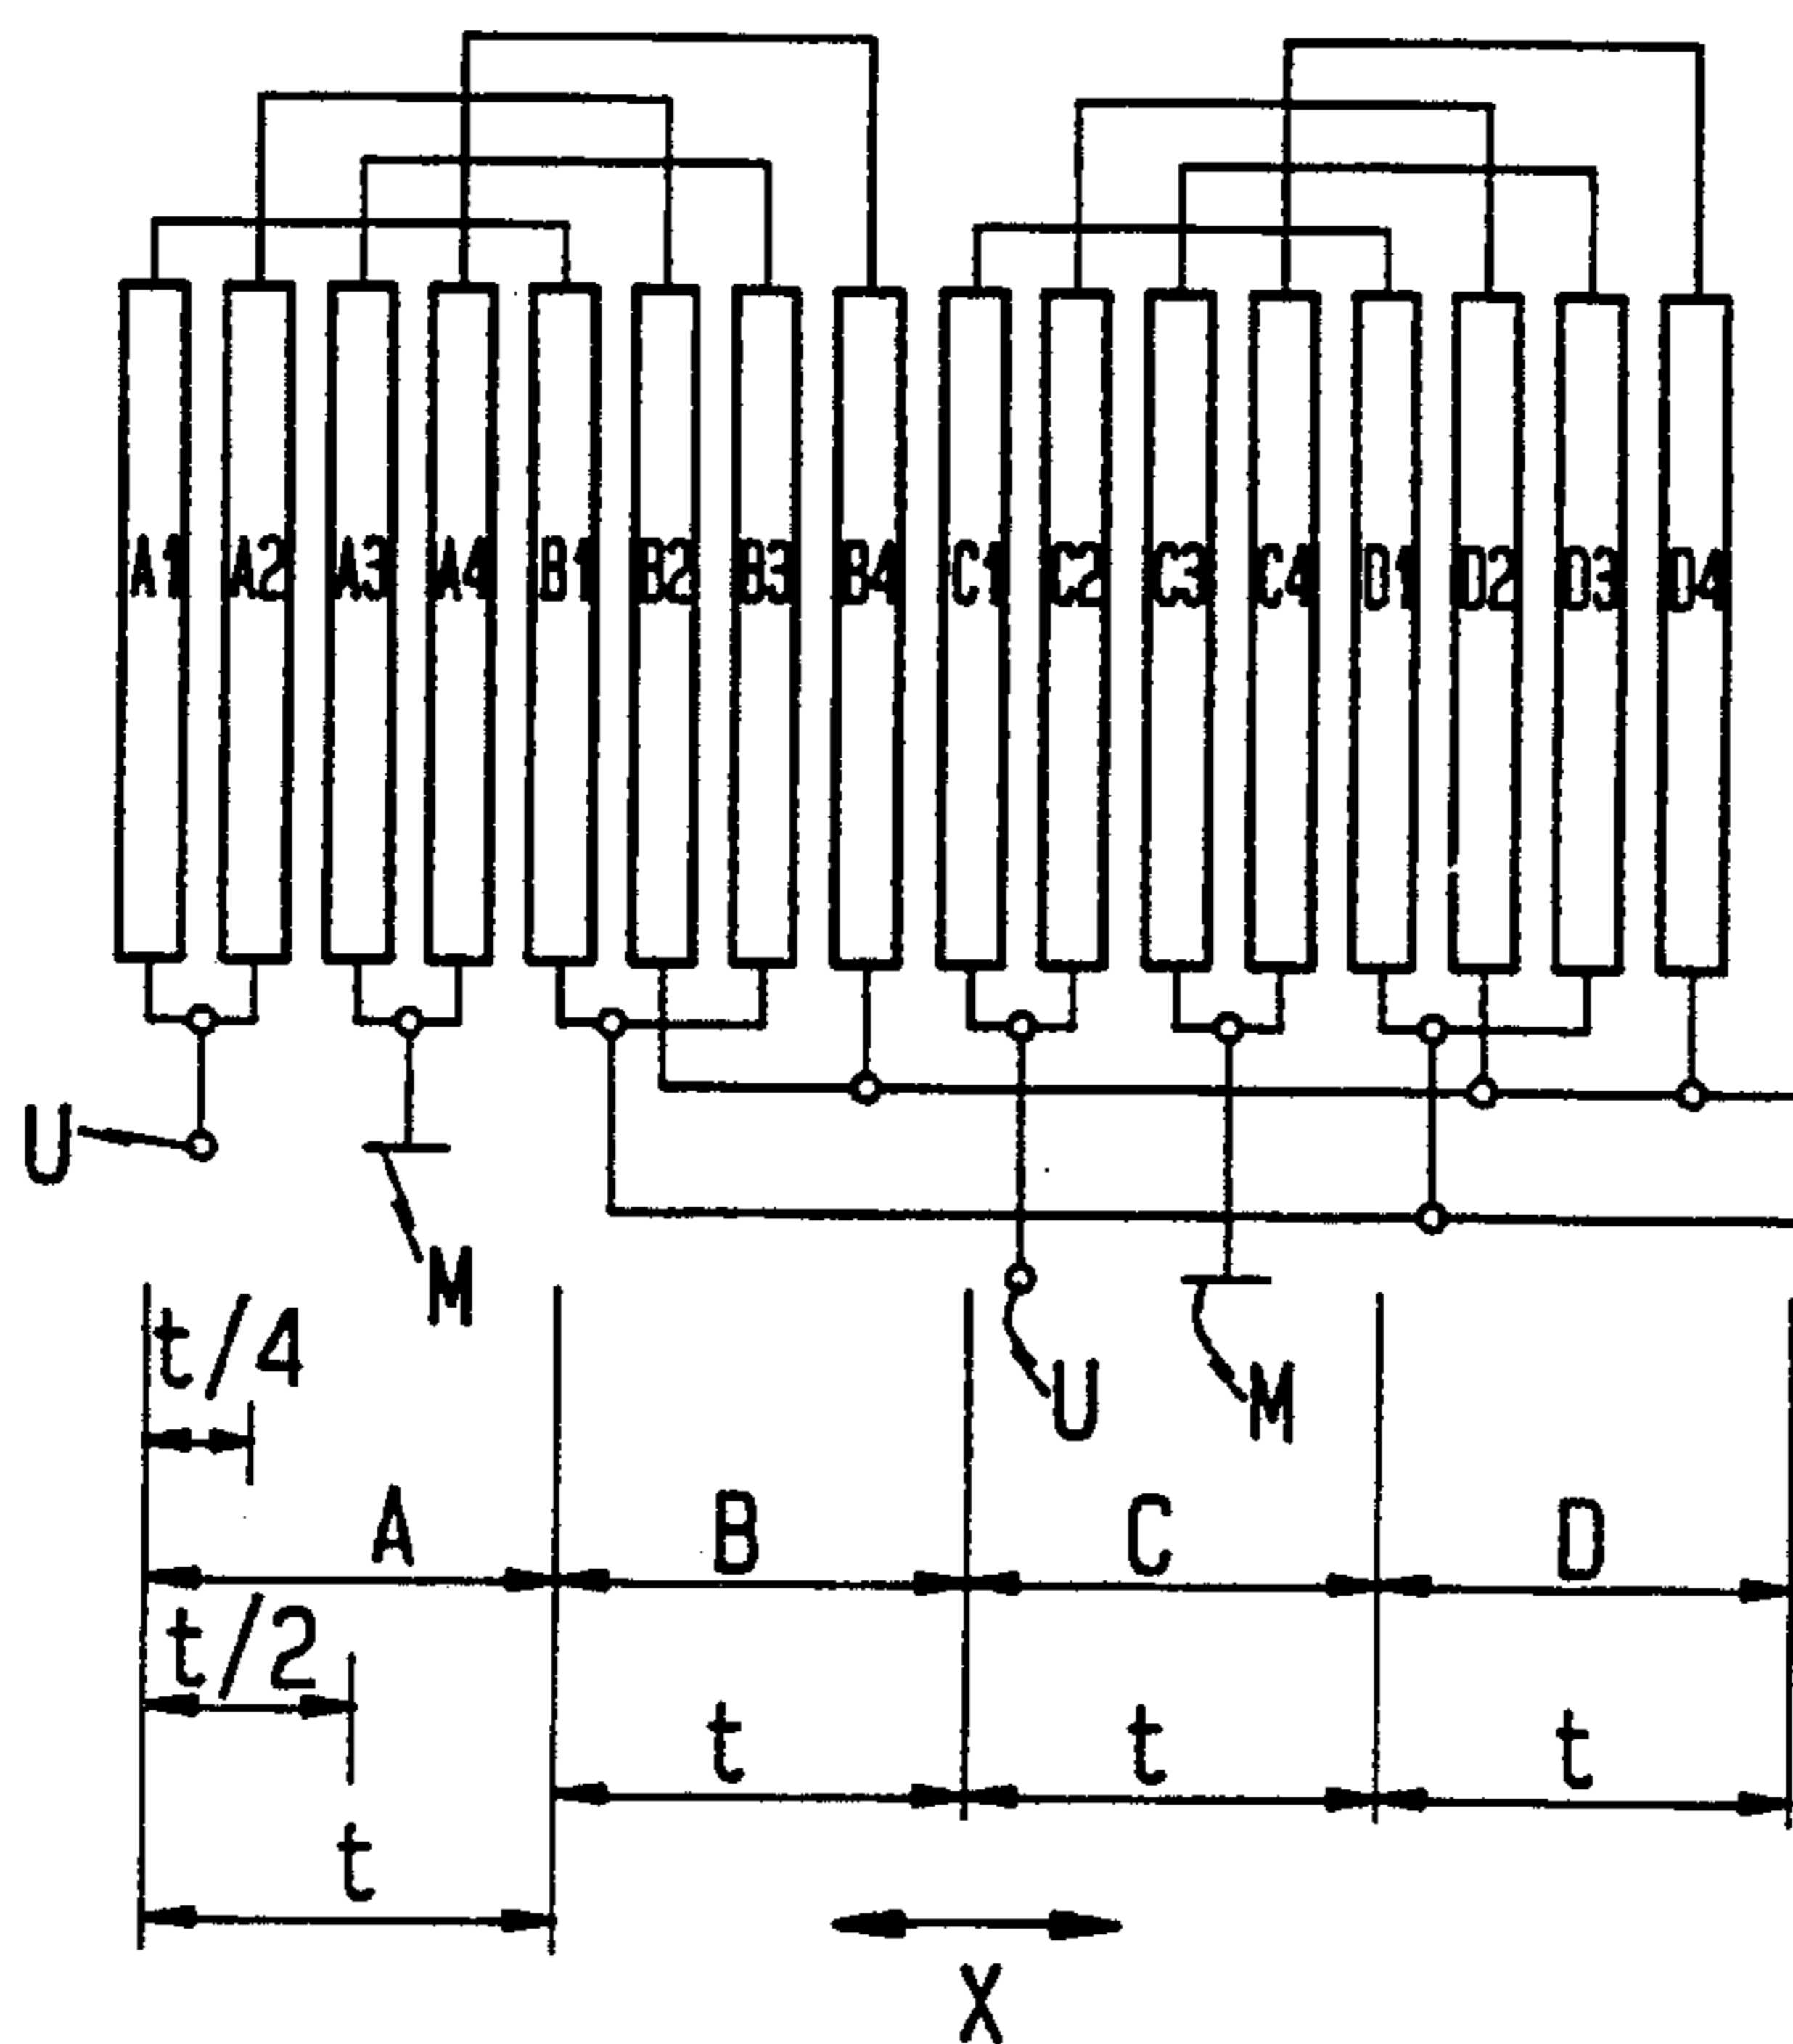 A1 A2 A3 A4 B1 B2 B3 B4 C1 C2 C3 C4 D1 D2 D3 D4
U
M
t/4
U M
A B C D
t/2
t t t
t
X